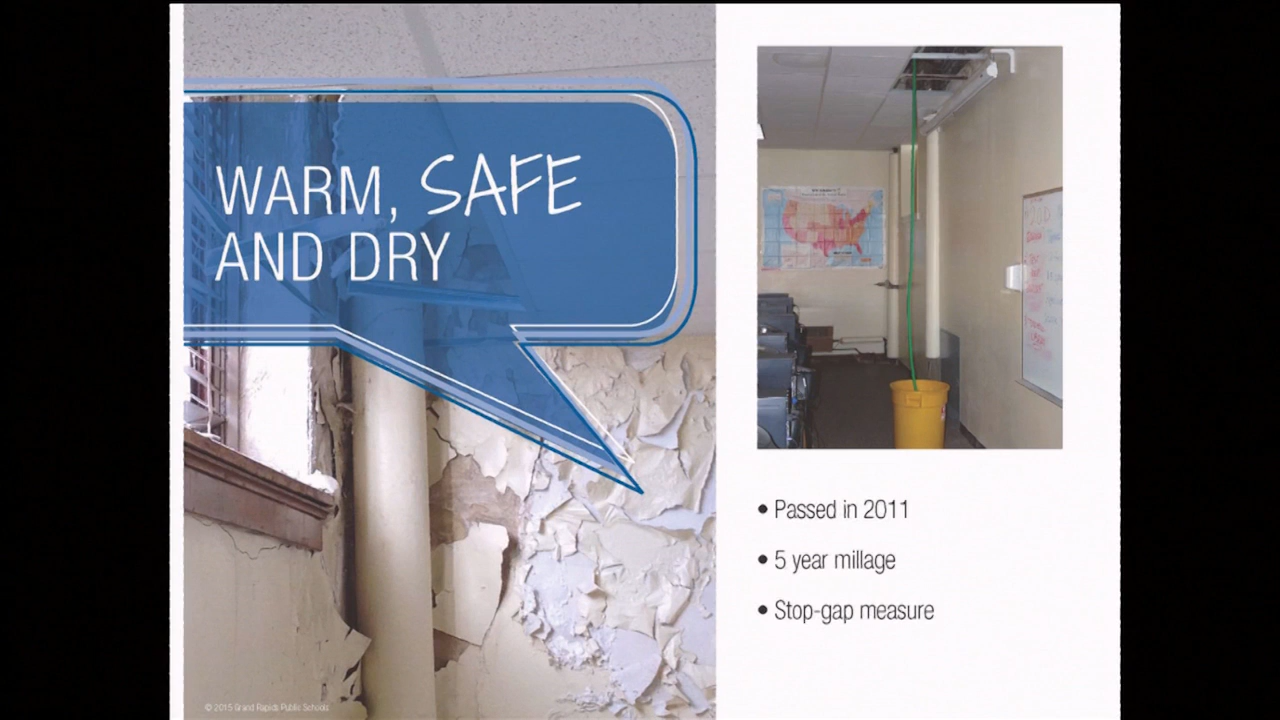 WARM, SAFE
AND DRY
• Passed in 2011
• 5 year millage
• Stop-gap measure
© 2015 Grand Rapids Public Schools